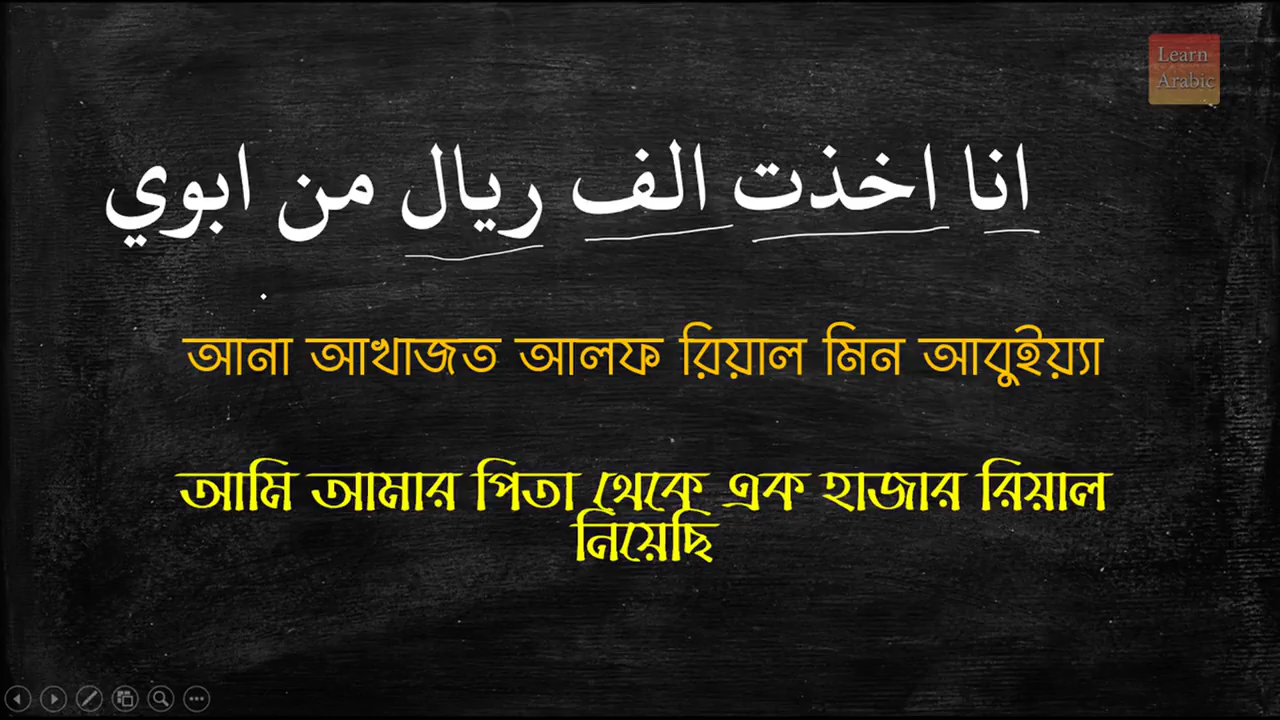 Learn
Arabic
انا اخذت الف ريال من ابوي
আনা আখাজত আলফ রিয়াল মিন আবুইয়্যা
আমি আমার পিতা থেকে এক হাজার রিয়াল
নিয়েছি